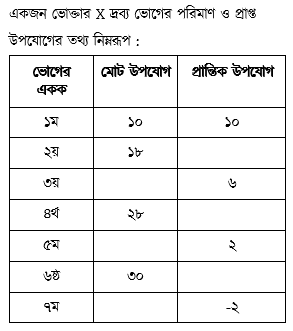 একজন ভোক্তার X দ্রব্য ভোগের পরিমাণ ও প্রাপ্ত
উপযোগের তথ্য নিম্নরূপ :
ভোগের একক মোট উপযোগ প্রান্তিক উপযোগ
১ম ১০ ১০
২য় ১৮
৩য় ৬
৪র্থ ২৮
৫ম ২
৬ষ্ঠ ৩০
৭ম -২